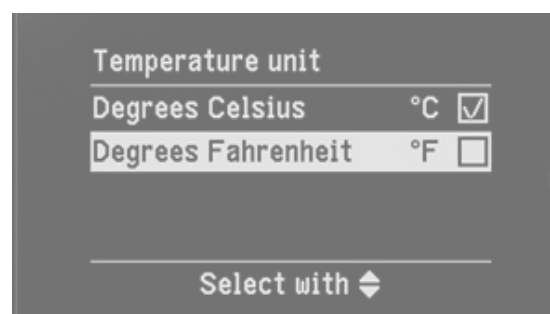 Temperature unit
Degrees Celsius °C
Degrees Fahrenheit °F
Select with